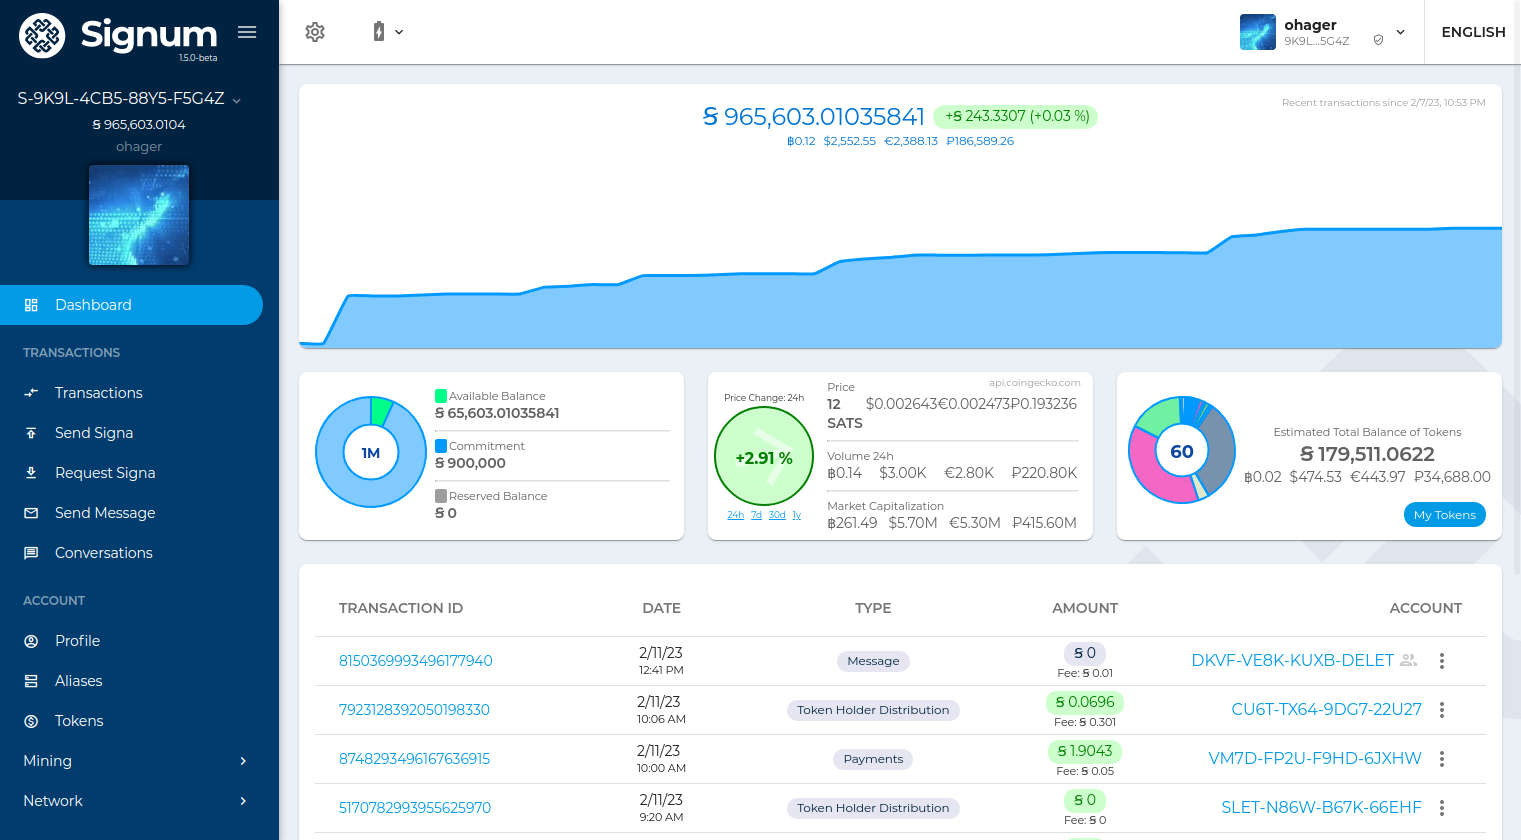 Signum
1.5.0-beta
S-9K9L-4CB5-88Y5-F5G4Z
Ꞩ 965,603.0104
ohager
Dashboard
TRANSACTIONS
Transactions
Send Signa
Request Signa
Send Message
Conversations
ACCOUNT
Profile
Aliases
Tokens
Mining
Network
ohager
9K9L...5G4Z
ENGLISH
Ꞩ 965,603.01035841 +Ꞩ 243.3307 (+0.03 %)
Recent transactions since 2/7/23, 10:53 PM
฿0.12 $2,552.55 €2,388.13 ₽186,589.26
1M
Available Balance
Ꞩ 65,603.01035841
Commitment
Ꞩ 900,000
Reserved Balance
Ꞩ 0
Price Change: 24h
+2.91 %
24h 7d 30d 1y
api.coingecko.com
Price
12 SATS $0.002643€0.002473₽0.193236
Volume 24h
฿0.14 $3.00K €2.80K ₽220.80K
Market Capitalization
฿261.49 $5.70M €5.30M ₽415.60M
60
Estimated Total Balance of Tokens
Ꞩ 179,511.0622
฿0.02 $474.53 €443.97 ₽34,688.00
My Tokens
TRANSACTION ID DATE TYPE AMOUNT ACCOUNT
8150369993496177940 2/11/23 Message Ꞩ 0 DKVF-VE8K-KUXB-DELET
12:41 PM Fee: Ꞩ 0.01
7923128392050198330 2/11/23 Token Holder Distribution Ꞩ 0.0696 CU6T-TX64-9DG7-22U27
10:06 AM Fee: Ꞩ 0.301
8748293496167636915 2/11/23 Payments Ꞩ 1.9043 VM7D-FP2U-F9HD-6JXHW
10:00 AM Fee: Ꞩ 0.05
5170782993955625970 2/11/23 Token Holder Distribution Ꞩ 0 SLET-N86W-B67K-66EHF
9:20 AM Fee: Ꞩ 0